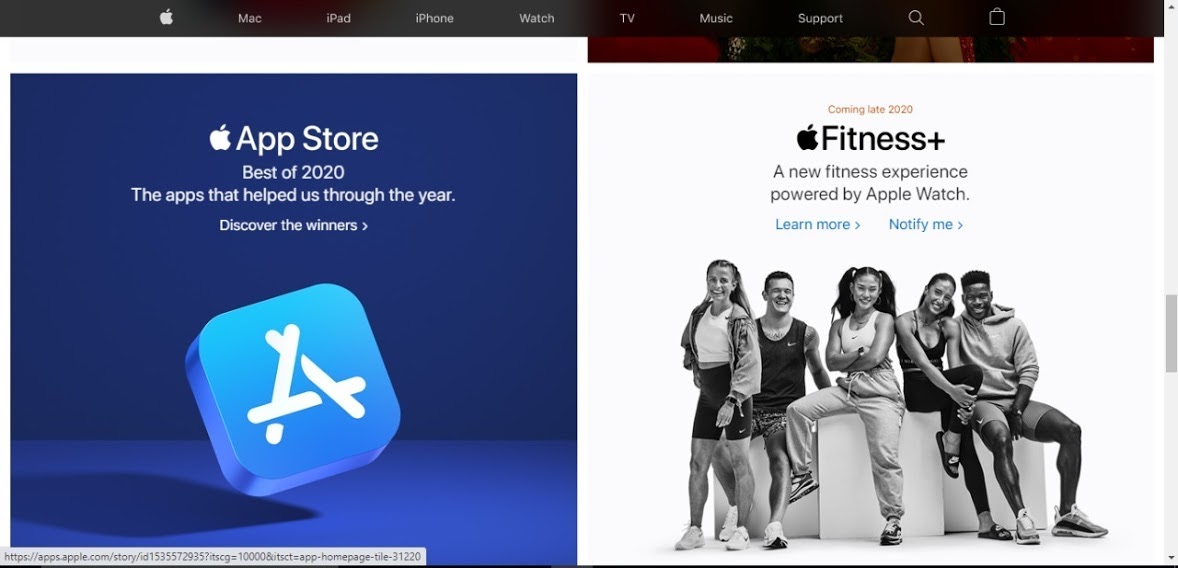 Mac iPad iPhone Watch TV Music Support
App Store
Best of 2020
The apps that helped us through the year.
Discover the winners >
Coming late 2020
Fitness+
A new fitness experience
powered by Apple Watch.
Learn more > Notify me >
https://apps.apple.com/story/id1535572935?itscg=10000&itsct=app-homepage-tile-31220